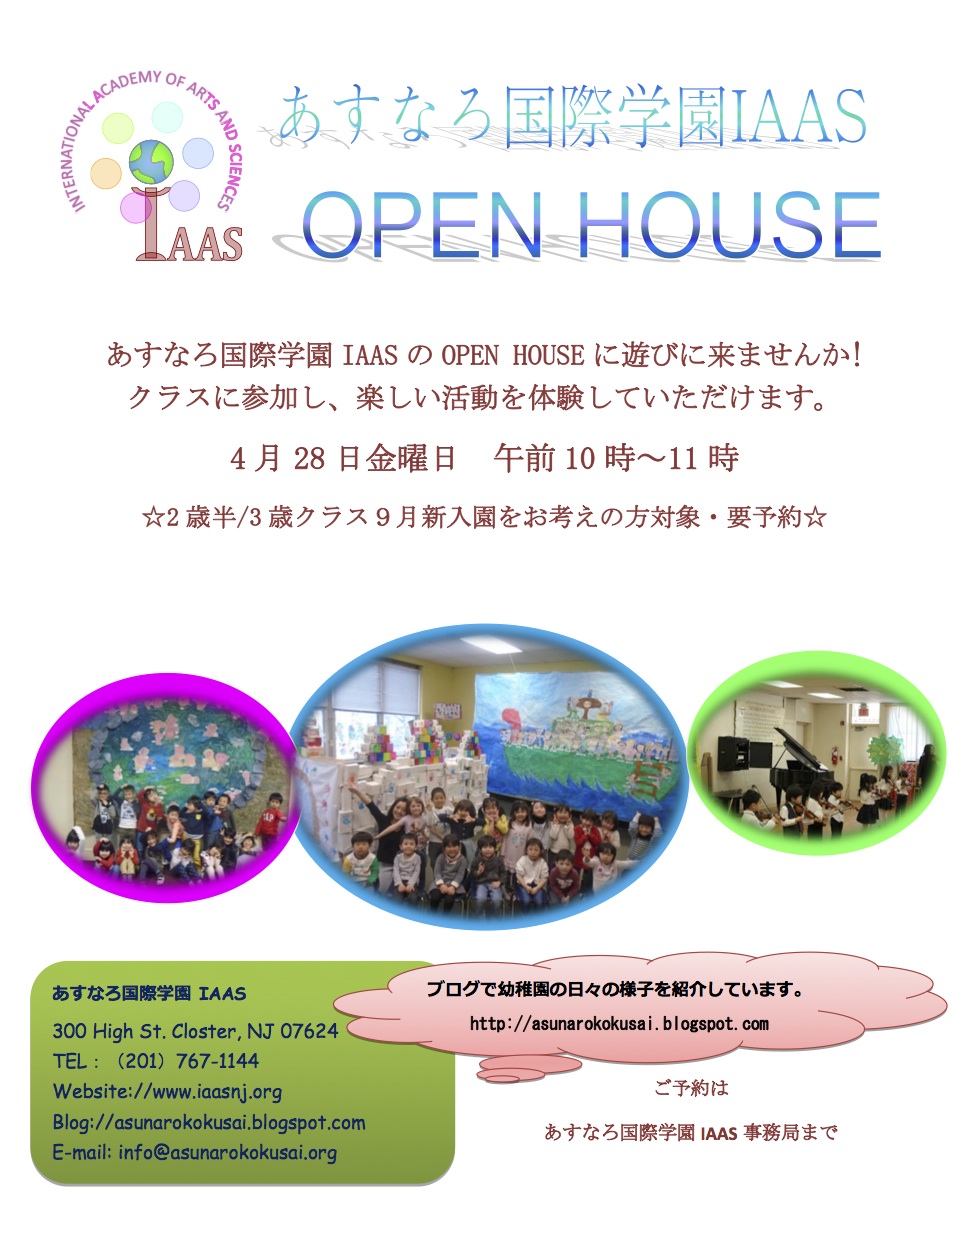 INTERNATIONAL ACADEMY OF ARTS AND SCIENCES
IAAS
あすなろ国際学園IAAS
OPEN HOUSE
あすなろ国際学園 IAAS の OPEN HOUSE に遊びに来ませんか!
クラスに参加し、楽しい活動を体験していただけます。
4 月 28 日金曜日　午前 10 時～11 時
☆2 歳半/3 歳クラス９月新入園をお考えの方対象・要予約☆
あすなろ国際学園 IAAS
300 High St. Closter, NJ 07624
TEL：（201）767-1144
Website://www.iaasnj.org
Blog://asunarokokusai.blogspot.com
E-mail: info@asunarokokusai.org
ブログで幼稚園の日々の様子を紹介しています。
http://asunarokokusai.blogspot.com
ご予約は
あすなろ国際学園 IAAS 事務局まで